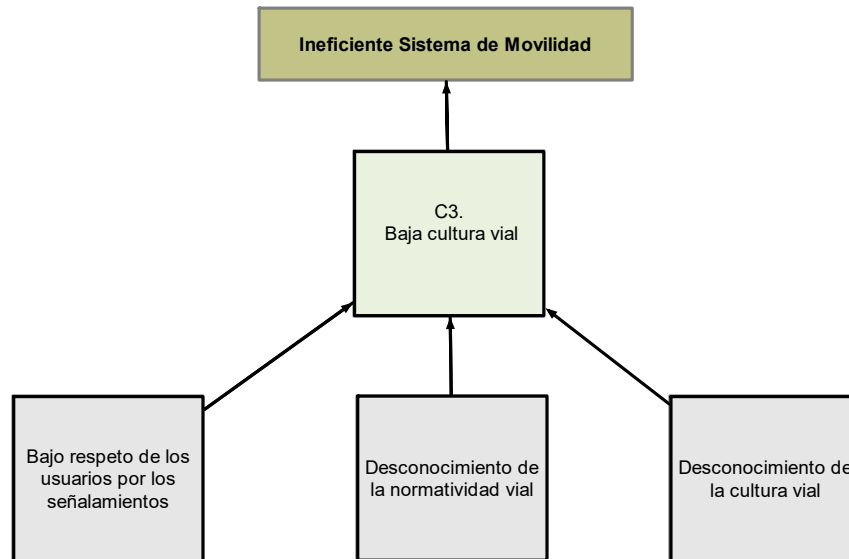 Ineficiente Sistema de Movilidad
C3.
Baja cultura vial
Bajo respeto de los
usuarios por los
señalamientos
Desconocimiento de
la normatividad vial
Desconocimiento de
la cultura vial